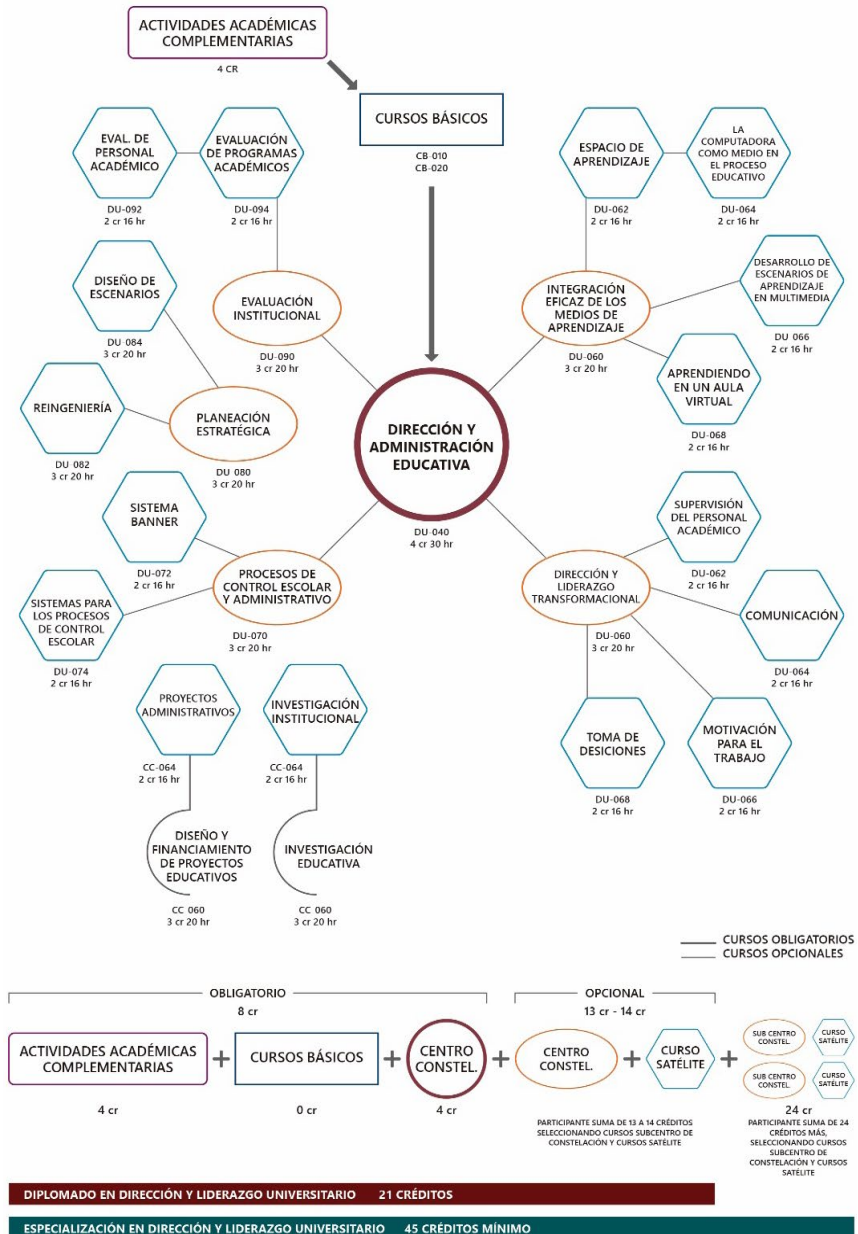 ACTIVIDADES ACADÉMICAS
COMPLEMENTARIAS
4 CR
CURSOS BÁSICOS
CB-010
CB-020
EVAL. DE
PERSONAL
ACADÉMICO
DU-092
2 cr 16 hr
EVALUACIÓN
DE PROGRAMAS
ACADÉMICOS
DU-094
2 cr 16 hr
ESPACIO DE
APRENDIZAJE
DU-062
2 cr 16 hr
LA
COMPUTADORA
COMO MEDIO EN
EL PROCESO
EDUCATIVO
DU-064
2 cr 16 hr
DISEÑO DE
ESCENARIOS
DU 084
3 cr 20 hr
EVALUACIÓN
INSTITUCIONAL
DU-090
3 cr 20 hr
INTEGRACIÓN
EFICAZ DE LOS
MEDIOS DE
APRENDIZAJE
DU-060
3 cr 20 hr
DESARROLLO DE
ESCENARIOS DE
APRENDIZAJE
EN MULTIMEDIA
DU 066
2 cr 16 hr
REINGENIERÍA
DU 082
3 cr 20 hr
PLANEACIÓN
ESTRATÉGICA
DU 080
3 cr 20 hr
DIRECCIÓN Y
ADMINISTRACIÓN
EDUCATIVA
DU-040
4 cr 30 hr
APRENDIENDO
EN UN AULA
VIRTUAL
DU-068
2 cr 16 hr
SISTEMA
BANNER
DU-072
2 cr 16 hr
SUPERVISIÓN
DEL PERSONAL
ACADÉMICO
DU-062
2 cr 16 hr
SISTEMAS PARA
LOS PROCESOS
DE CONTROL
ESCOLAR
DU-074
2 cr 16 hr
PROCESOS DE
CONTROL ESCOLAR
Y ADMINISTRATIVO
DU-070
3 cr 20 hr
DIRECCIÓN Y
LIDERAZGO
TRANSFORMACIONAL
DU-060
3 cr 20 hr
COMUNICACIÓN
DU-064
2 cr 16 hr
PROYECTOS
ADMINISTRATIVOS
CC-064
2 cr 16 hr
INVESTIGACIÓN
INSTITUCIONAL
CC-064
2 cr 16 hr
TOMA DE
DESICIONES
DU-068
2 cr 16 hr
MOTIVACIÓN
PARA EL
TRABAJO
DU-066
2 cr 16 hr
DISEÑO Y
FINANCIAMIENTO
DE PROYECTOS
EDUCATIVOS
CC 060
3 cr 20 hr
INVESTIGACIÓN
EDUCATIVA
CC 060
3 cr 20 hr
CURSOS OBLIGATORIOS
CURSOS OPCIONALES
OBLIGATORIO
8 cr
OPCIONAL
13 cr - 14 cr
ACTIVIDADES ACADÉMICAS
COMPLEMENTARIAS
4 cr
+
CURSOS BÁSICOS
0 cr
+
CENTRO
CONSTEL.
4 cr
+
CENTRO
CONSTEL.
+
CURSO
SATÉLITE
PARTICIPANTE SUMA DE 13 A 14 CRÉDITOS
SELECCIONANDO CURSOS SUBCENTRO DE
CONSTELACIÓN Y CURSOS SATÉLITE
+
SUB CENTRO
CONSTEL.
CURSO
SATÉLITE
SUB CENTRO
CONSTEL.
CURSO
SATÉLITE
24 cr
PARTICIPANTE SUMA DE 24
CRÉDITOS MÁS,
SELECCIONANDO CURSOS
SUBCENTRO DE
CONSTELACIÓN Y CURSOS
SATÉLITE
DIPLOMADO EN DIRECCIÓN Y LIDERAZGO UNIVERSITARIO 21 CRÉDITOS
ESPECIALIZACIÓN EN DIRECCIÓN Y LIDERAZGO UNIVERSITARIO 45 CRÉDITOS MÍNIMO